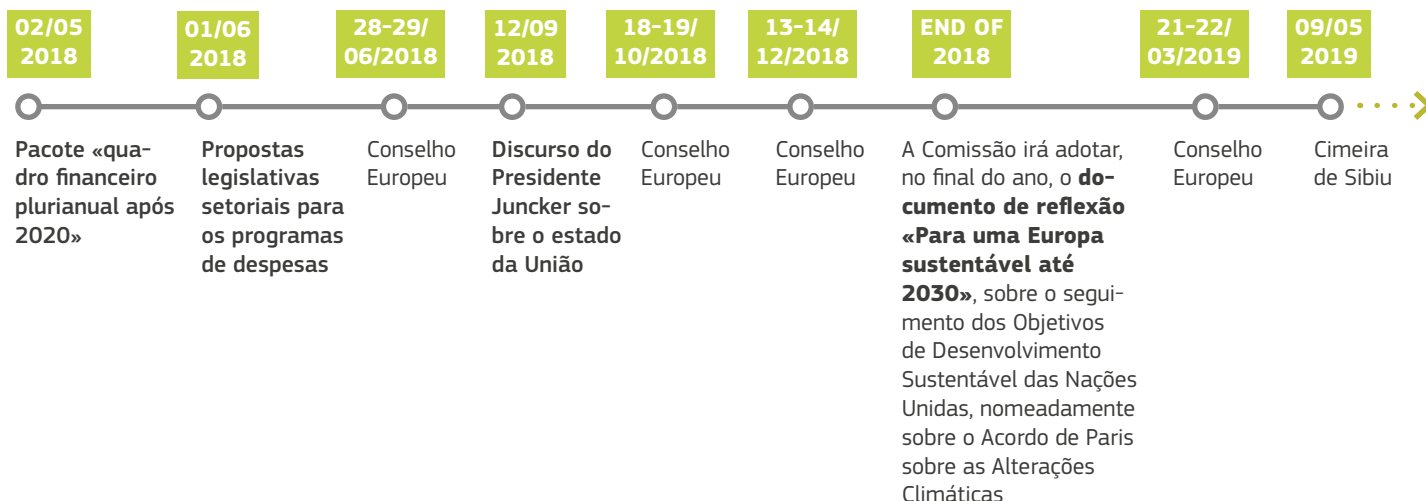 02/05
2018
01/06
2018
28-29/
06/2018
12/09
2018
18-19/
10/2018
13-14/
12/2018
END OF
2018
21-22/
03/2019
09/05
2019
Pacote «qua-
dro financeiro
plurianual após
2020»
Propostas
legislativas
setoriais para
os programas
de despesas
Conselho
Europeu
Discurso do
Presidente
Juncker so-
bre o estado
da União
Conselho
Europeu
Conselho
Europeu
A Comissão irá adotar,
no final do ano, o do-
cumento de reflexão
«Para uma Europa
sustentável até
2030», sobre o segui-
mento dos Objetivos
de Desenvolvimento
Sustentável das Nações
Unidas, nomeadamente
sobre o Acordo de Paris
sobre as Alterações
Climáticas
Conselho
Europeu
Cimeira
de Sibiu